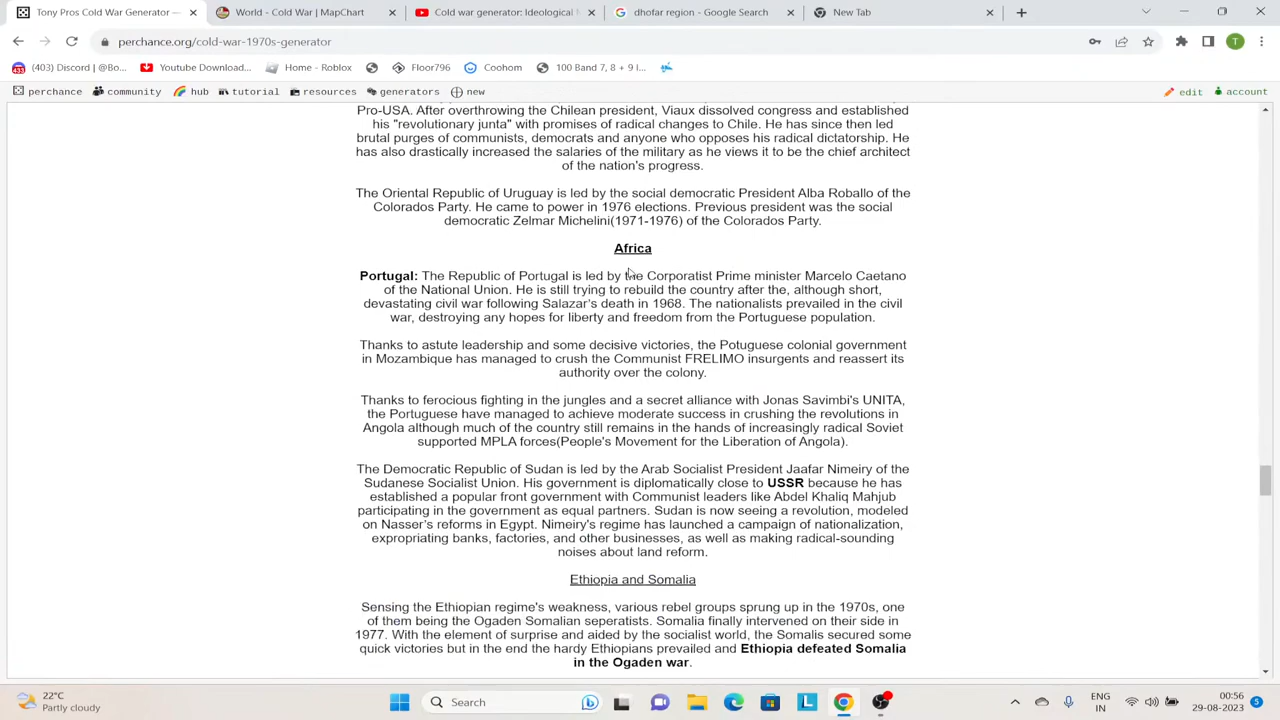 Tony Pros Cold War Generator —
World - Cold War | MapChart
Cold war generator: Ideological
dhofar region - Google Search
New Tab
perchance.org/cold-war-1970s-generator
T
(403) Discord | @Bo...
Youtube Download...
Home - Roblox
Floor796
Coohom
100 Band 7, 8 + 9 I...
perchance
community
hub
tutorial
resources
generators
new
edit
account
Pro-USA. After overthrowing the Chilean president, Viaux dissolved congress and established
his "revolutionary junta" with promises of radical changes to Chile. He has since then led
brutal purges of communists, democrats and anyone who opposes his radical dictatorship. He
has also drastically increased the salaries of the military as he views it to be the chief architect
of the nation's progress.
The Oriental Republic of Uruguay is led by the social democratic President Alba Roballo of the
Colorados Party. He came to power in 1976 elections. Previous president was the social
democratic Zelmar Michelini(1971-1976) of the Colorados Party.
Africa
Portugal: The Republic of Portugal is led by the Corporatist Prime minister Marcelo Caetano
of the National Union. He is still trying to rebuild the country after the, although short,
devastating civil war following Salazar's death in 1968. The nationalists prevailed in the civil
war, destroying any hopes for liberty and freedom from the Portuguese population.
Thanks to astute leadership and some decisive victories, the Potuguese colonial government
in Mozambique has managed to crush the Communist FRELIMO insurgents and reassert its
authority over the colony.
Thanks to ferocious fighting in the jungles and a secret alliance with Jonas Savimbi's UNITA,
the Portuguese have managed to achieve moderate success in crushing the revolutions in
Angola although much of the country still remains in the hands of increasingly radical Soviet
supported MPLA forces(People's Movement for the Liberation of Angola).
The Democratic Republic of Sudan is led by the Arab Socialist President Jaafar Nimeiry of the
Sudanese Socialist Union. His government is diplomatically close to USSR because he has
established a popular front government with Communist leaders like Abdel Khaliq Mahjub
participating in the government as equal partners. Sudan is now seeing a revolution, modeled
on Nasser's reforms in Egypt. Nimeiry's regime has launched a campaign of nationalization,
expropriating banks, factories, and other businesses, as well as making radical-sounding
noises about land reform.
Ethiopia and Somalia
Sensing the Ethiopian regime's weakness, various rebel groups sprung up in the 1970s, one
of them being the Ogaden Somalian seperatists. Somalia finally intervened on their side in
1977. With the element of surprise and aided by the socialist world, the Somalis secured some
quick victories but in the end the hardy Ethiopians prevailed and Ethiopia defeated Somalia
in the Ogaden war.
22°C
Partly cloudy
Search
L
ENG
IN
00:56
29-08-2023
5